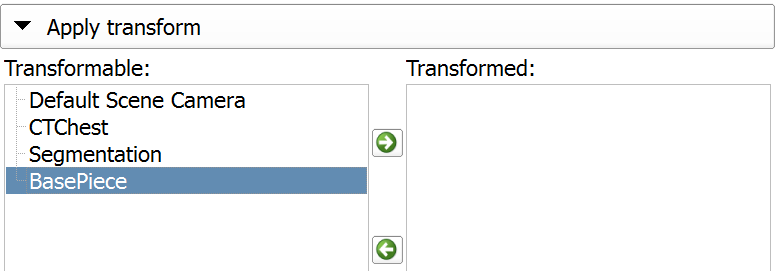 Apply transform
Transformable:
Transformed:
Default Scene Camera
CTChest
Segmentation
BasePiece